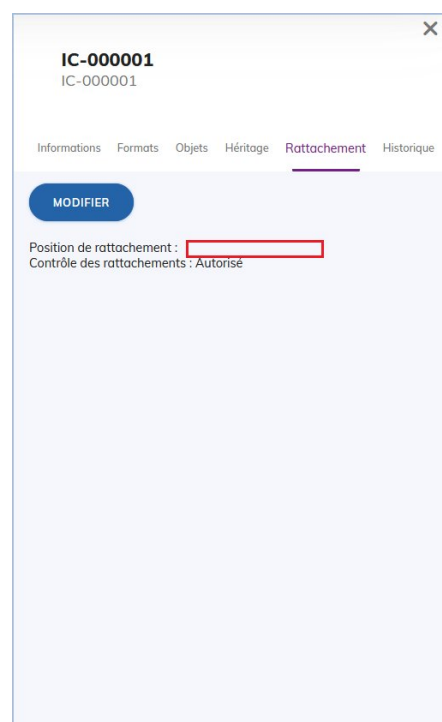 IC-000001
IC-000001
Informations Formats Objets Héritage Rattachement Historique
MODIFIER
Position de rattachement :
Contrôle des rattachements : Autorisé